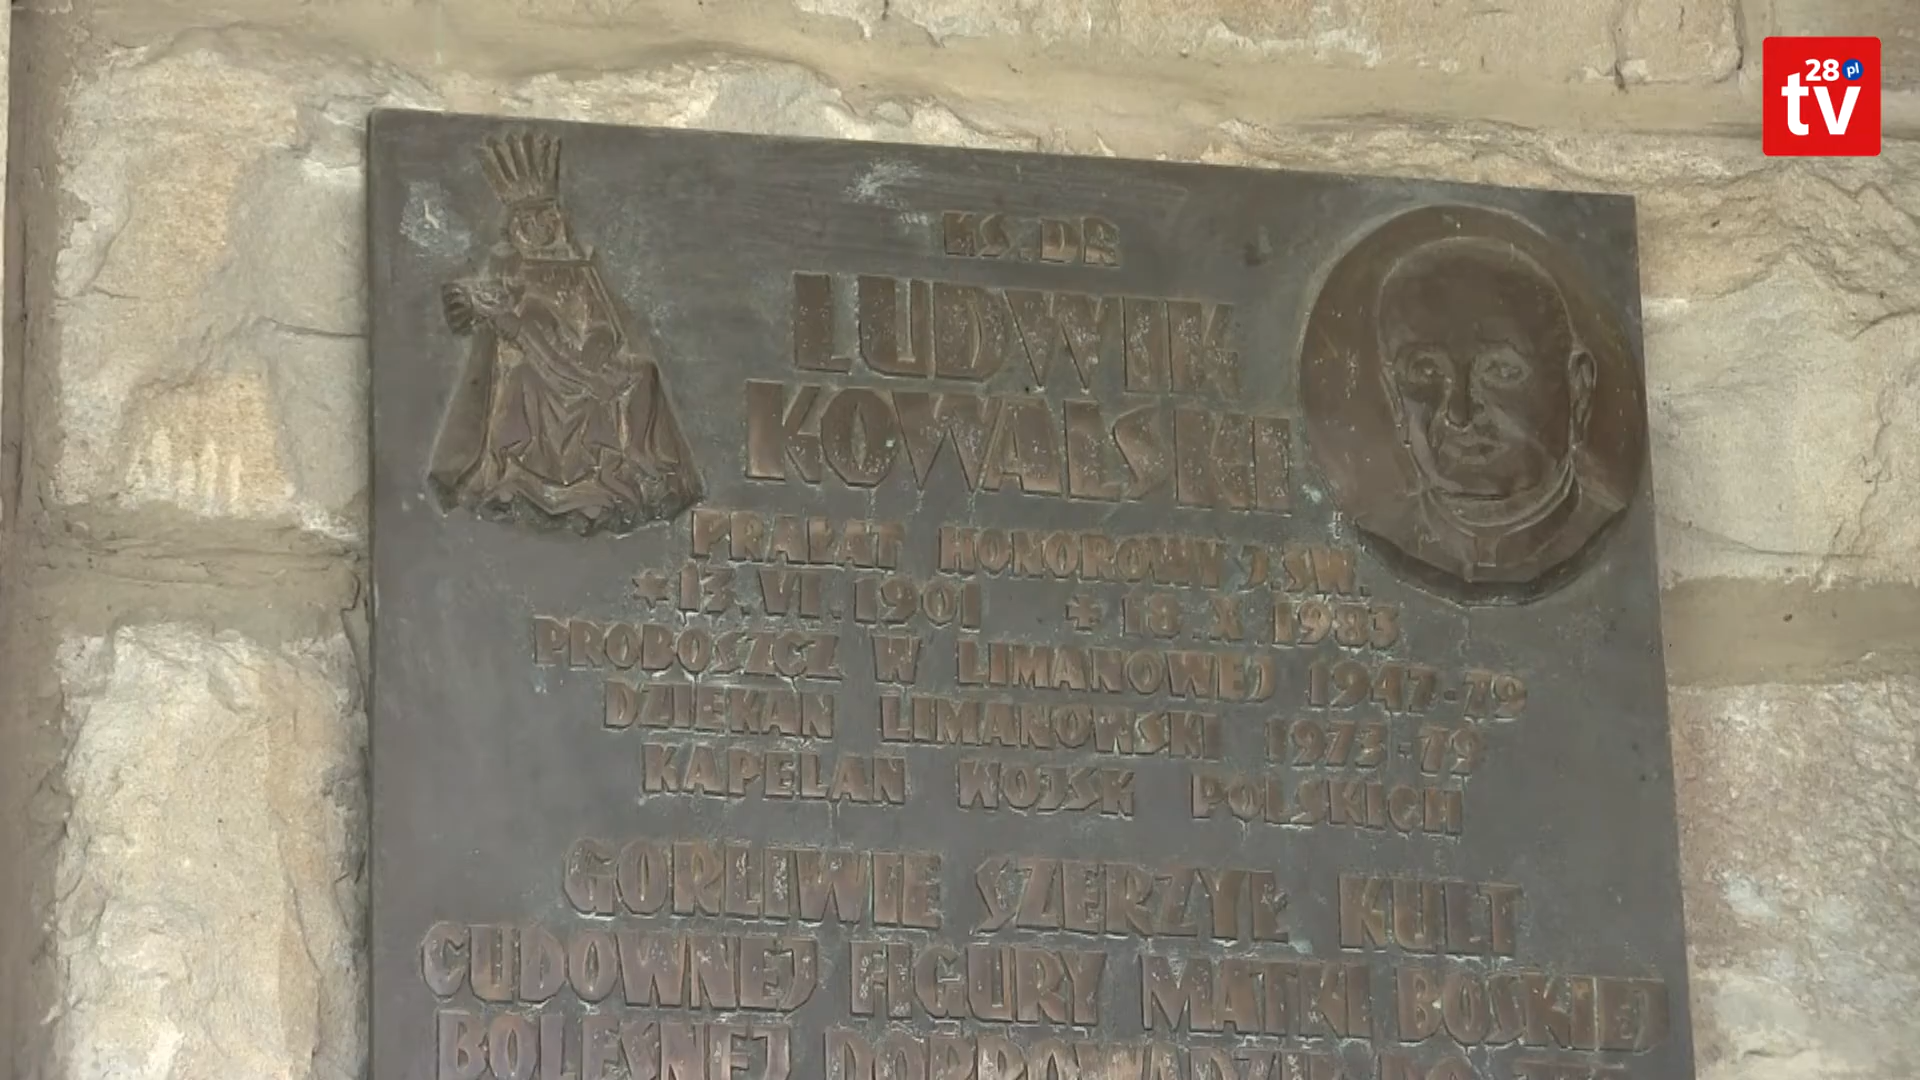 28 pl
tv
KS. DR
LUDWIK
KOWALSKI
PRAŁAT HONOROWY J. ŚW.
* 13. VI. 1901 ‡ 18. X. 1983
PROBOSZCZ W LIMANOWEJ 1947-79
DZIEKAN LIMANOWSKI 1973-79
KAPELAN WOJSK POLSKICH
GORLIWIE SZERZYŁ KULT
CUDOWNEJ FIGURY MATKI BOSKIEJ
BOLESNEJ